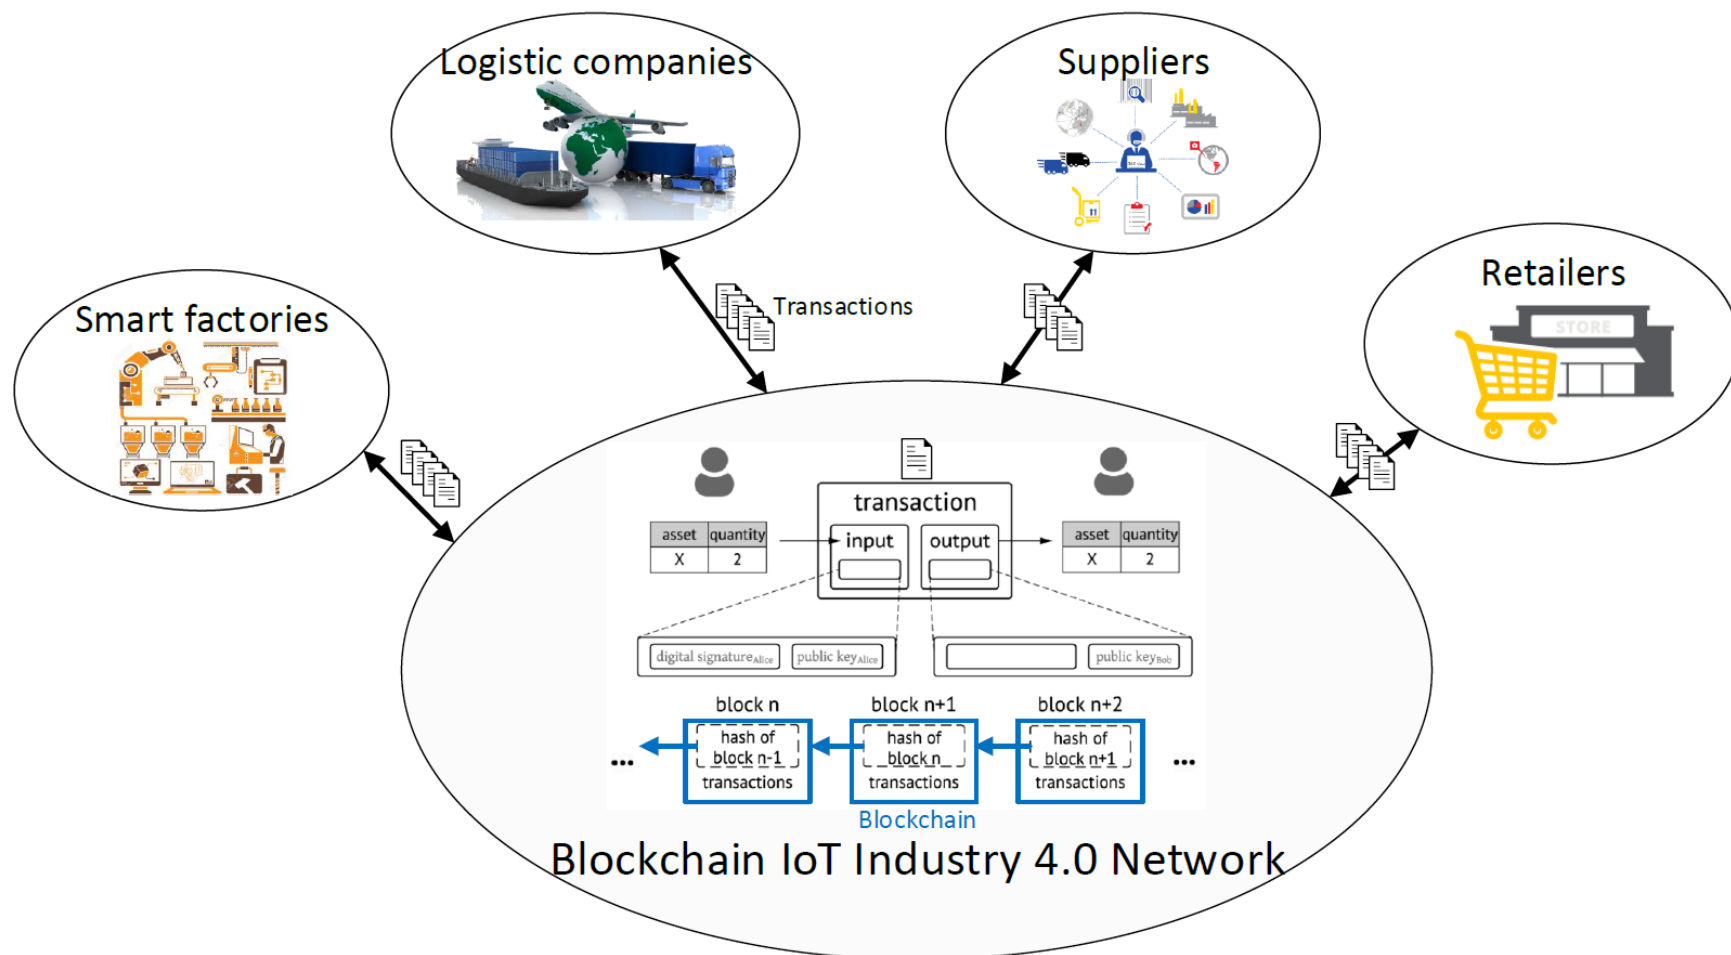 Logistic companies
Suppliers
Retailers
STORE
Smart factories
Transactions
transaction
asset quantity
X 2
input
output
asset quantity
X 2
digital signatureAlice
public keyAlice
public keyBob
block n
block n+1
block n+2
hash of
block n-1
transactions
hash of
block n
transactions
hash of
block n+1
transactions
...
...
Blockchain
Blockchain IoT Industry 4.0 Network